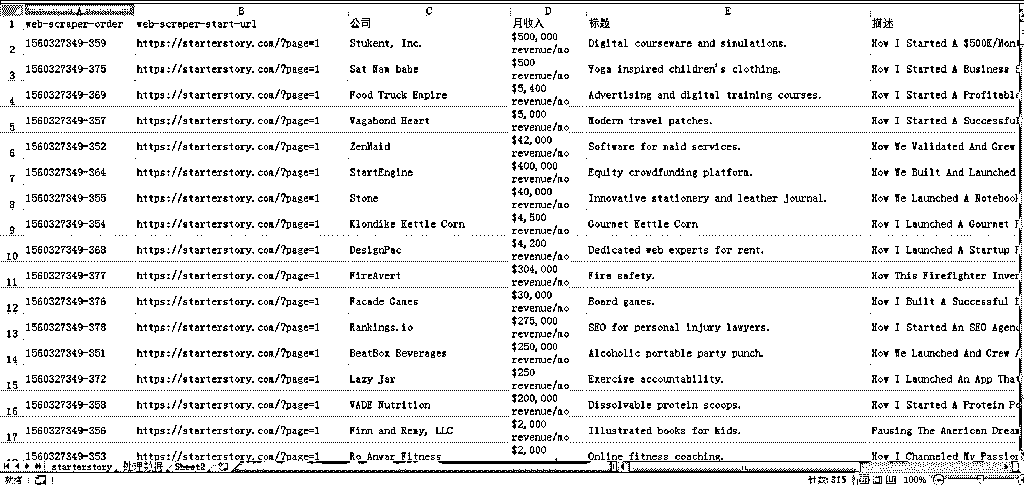 A B C D E
1 web-scraper-order web-scraper-start-url 公司 月收入 标题 描述
2 1560327349-359 https://starterstory.com/?page=1 Stukent, Inc. $500,000 revenue/mo Digital courseware and simulations. How I Started A $500K/Mon
3 1560327349-375 https://starterstory.com/?page=1 Sat Nam babe $500 revenue/mo Yoga inspired children's clothing. How I Started A Business
4 1560327349-369 https://starterstory.com/?page=1 Food Truck Empire $5,400 revenue/mo Advertising and digital training courses. How I Started A Profitabl
5 1560327349-357 https://starterstory.com/?page=1 Vagabond Heart $5,000 revenue/mo Modern travel patches. How I Started A Successful
6 1560327349-352 https://starterstory.com/?page=1 ZenMaid $42,000 revenue/mo Software for maid services. How We Validated And Grew
7 1560327349-364 https://starterstory.com/?page=1 StartEngine $400,000 revenue/mo Equity crowdfunding platform. How We Built And Launched
8 1560327349-355 https://starterstory.com/?page=1 Stone $40,000 revenue/mo Innovative stationery and leather journal. How We Launched A Noteboo
9 1560327349-354 https://starterstory.com/?page=1 Klondike Kettle Corn $4,500 revenue/mo Gourmet Kettle Corn How I Launched A Gourmet
10 1560327349-368 https://starterstory.com/?page=1 DesignPac $4,200 revenue/mo Dedicated web experts for rent. How I Launched A Startup
11 1560327349-377 https://starterstory.com/?page=1 FireAvert $304,000 revenue/mo Fire safety. How This Firefighter Inver
12 1560327349-376 https://starterstory.com/?page=1 Facade Games $30,000 revenue/mo Board games. How I Built A Successful
13 1560327349-378 https://starterstory.com/?page=1 Rankings.io $275,000 revenue/mo SEO for personal injury lawyers. How I Started An SEO Agen
14 1560327349-351 https://starterstory.com/?page=1 BeatBox Beverages $250,000 revenue/mo Alcoholic portable party punch. How We Launched And Grew
15 1560327349-372 https://starterstory.com/?page=1 Lazy Jar $250 revenue/mo Exercise accountability. How I Launched An App Tha
16 1560327349-358 https://starterstory.com/?page=1 WADE Nutrition $200,000 revenue/mo Dissolvable protein scoops. How I Started A Protein
17 1560327349-356 https://starterstory.com/?page=1 Finn and Remy, LLC $2,000 revenue/mo Illustrated books for kids. Pausing The American Drea
1560327349-353 https://starterstory.com/?page=1 Ro Anwar Fitness $2,000 Online fitness coaching. How I Channeled My Passio
starterstory 处理数据 Sheet2
就绪 计数:315 100%